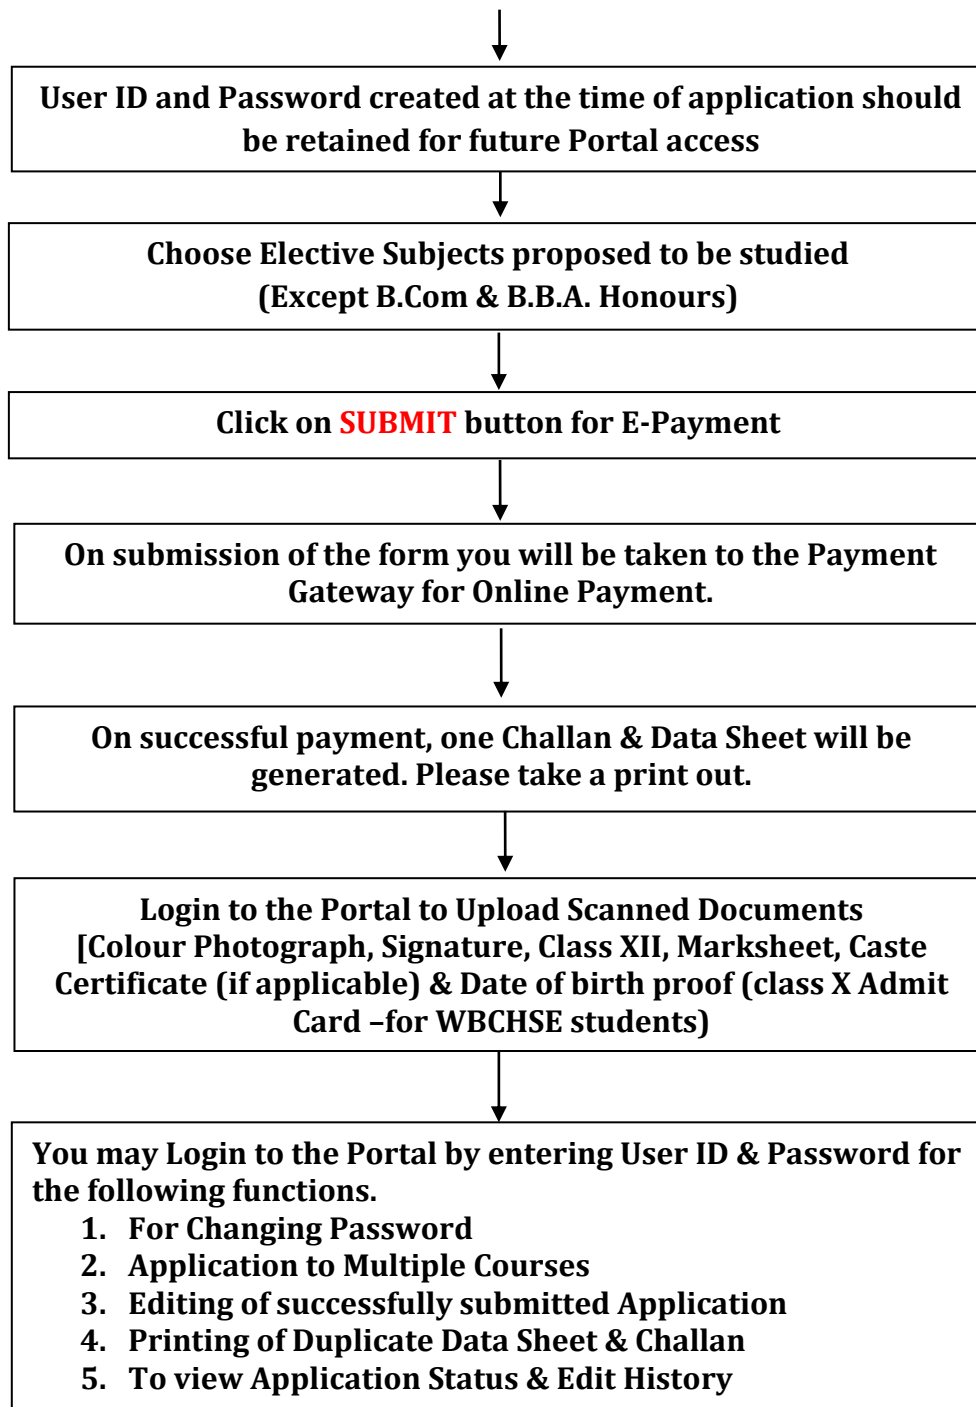 User ID and Password created at the time of application should
be retained for future Portal access
Choose Elective Subjects proposed to be studied
(Except B.Com & B.B.A. Honours)
Click on SUBMIT button for E-Payment
On submission of the form you will be taken to the Payment
Gateway for Online Payment.
On successful payment, one Challan & Data Sheet will be
generated. Please take a print out.
Login to the Portal to Upload Scanned Documents
[Colour Photograph, Signature, Class XII, Marksheet, Caste
Certificate (if applicable) & Date of birth proof (class X Admit
Card –for WBCHSE students)
You may Login to the Portal by entering User ID & Password for
the following functions.
1. For Changing Password
2. Application to Multiple Courses
3. Editing of successfully submitted Application
4. Printing of Duplicate Data Sheet & Challan
5. To view Application Status & Edit History